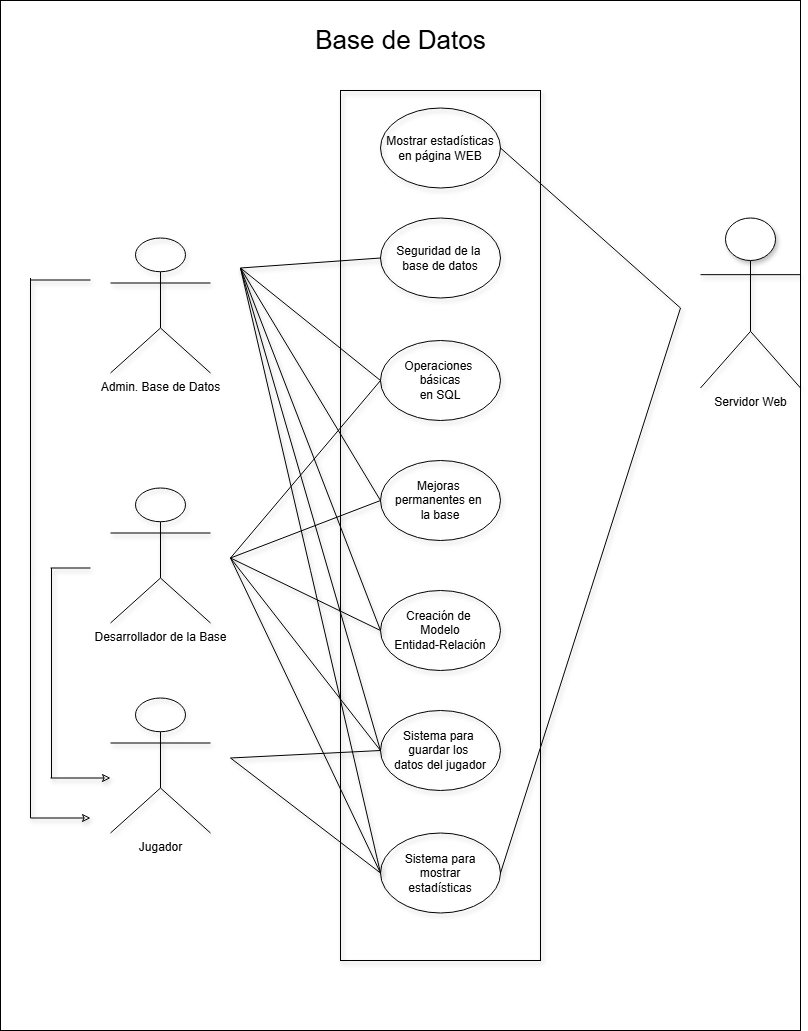 Base de Datos
Mostrar estadísticas
en página WEB
Seguridad de la
base de datos
Admin. Base de Datos
Operaciones
básicas
en SQL
Servidor Web
Mejoras
permanentes en
la base
Desarrollador de la Base
Creación de
Modelo
Entidad-Relación
Sistema para
guardar los
datos del jugador
Jugador
Sistema para
mostrar
estadísticas